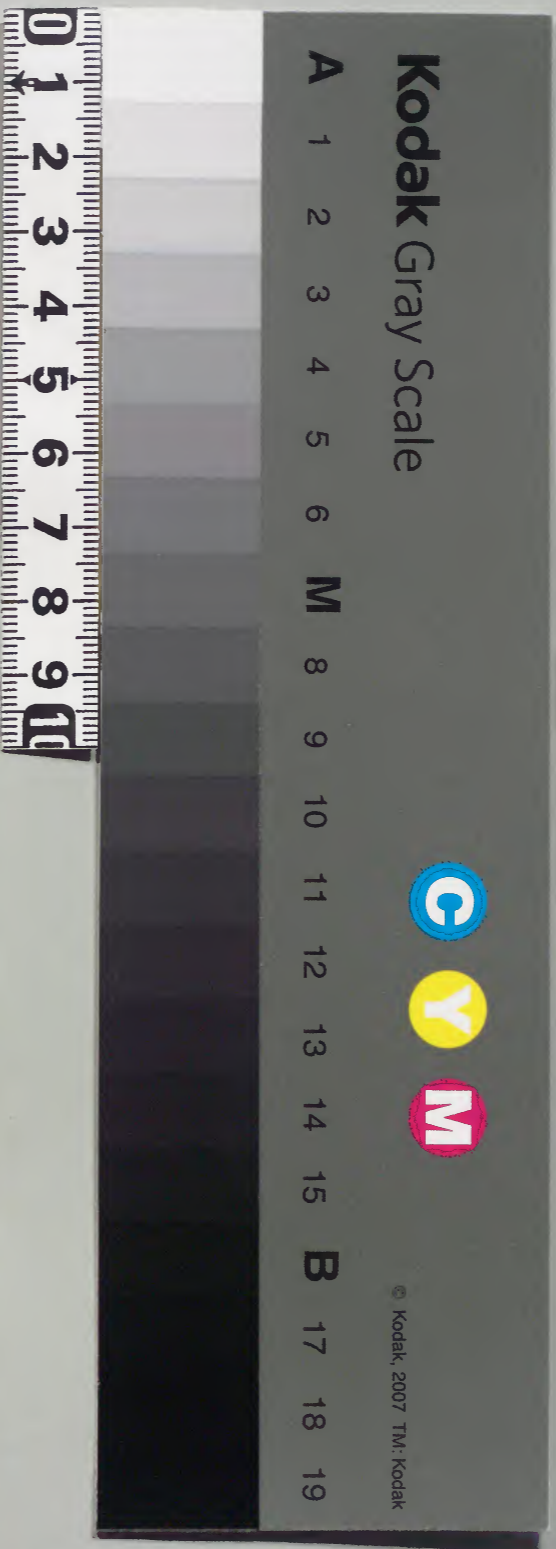 Kodak Gray Scale
C Y M
© Kodak, 2007 TM: Kodak
A 1 2 3 4 5 6 M 8 9 10 11 12 13 14 15 B 17 18 19
0 1 2 3 4 5 6 7 8 9 10